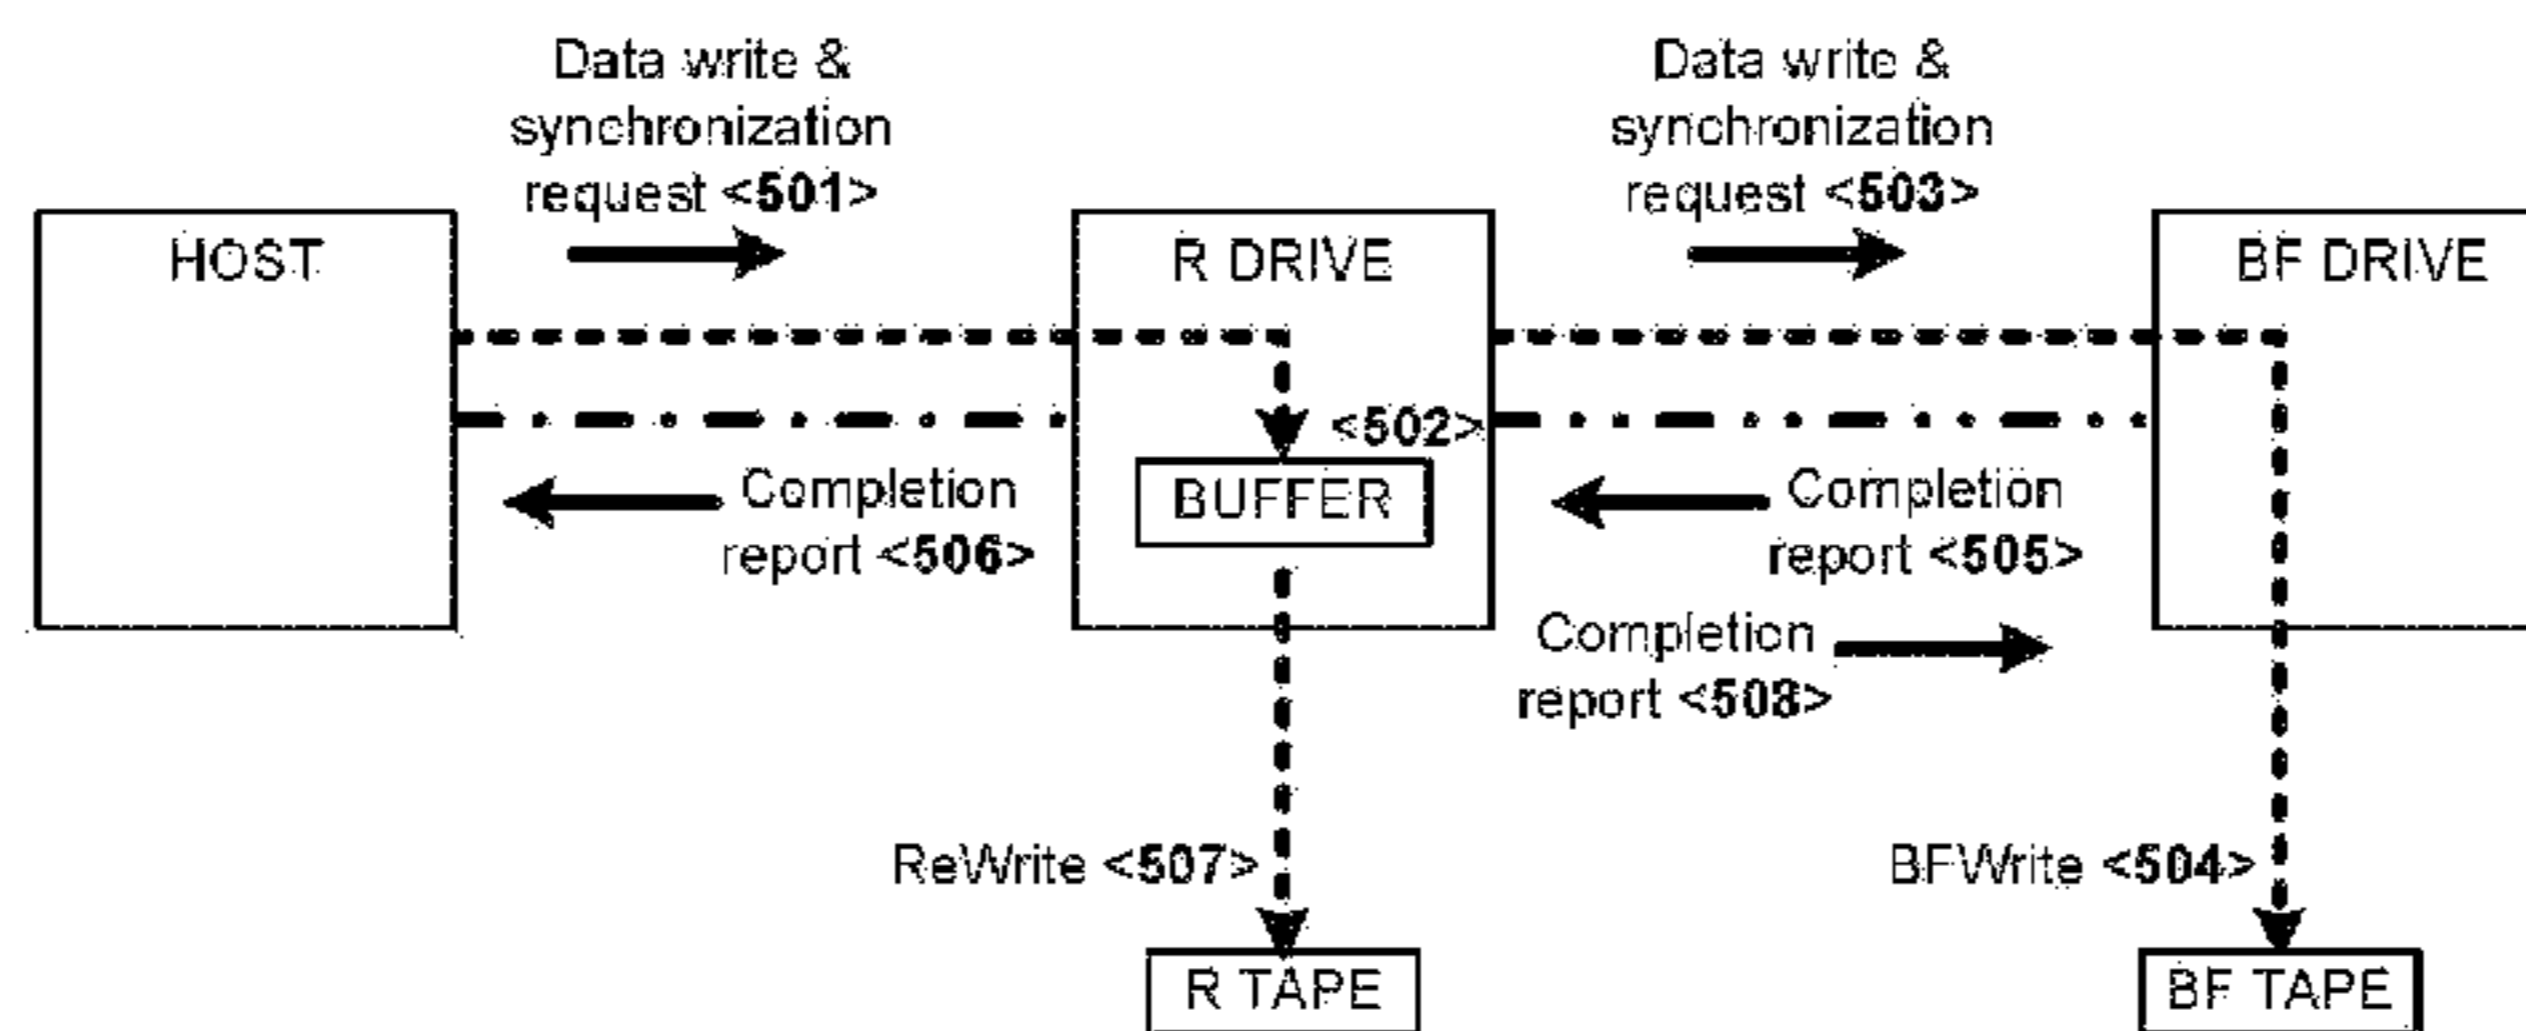 Data write &
synchronization
request <501>
Data write &
synchronization
request <503>
HOST
R DRIVE
BF DRIVE
<502>
BUFFER
Completion
report <506>
Completion
report <505>
Completion
report <508>
ReWrite <507>
BFWrite <504>
R TAPE
BF TAPE